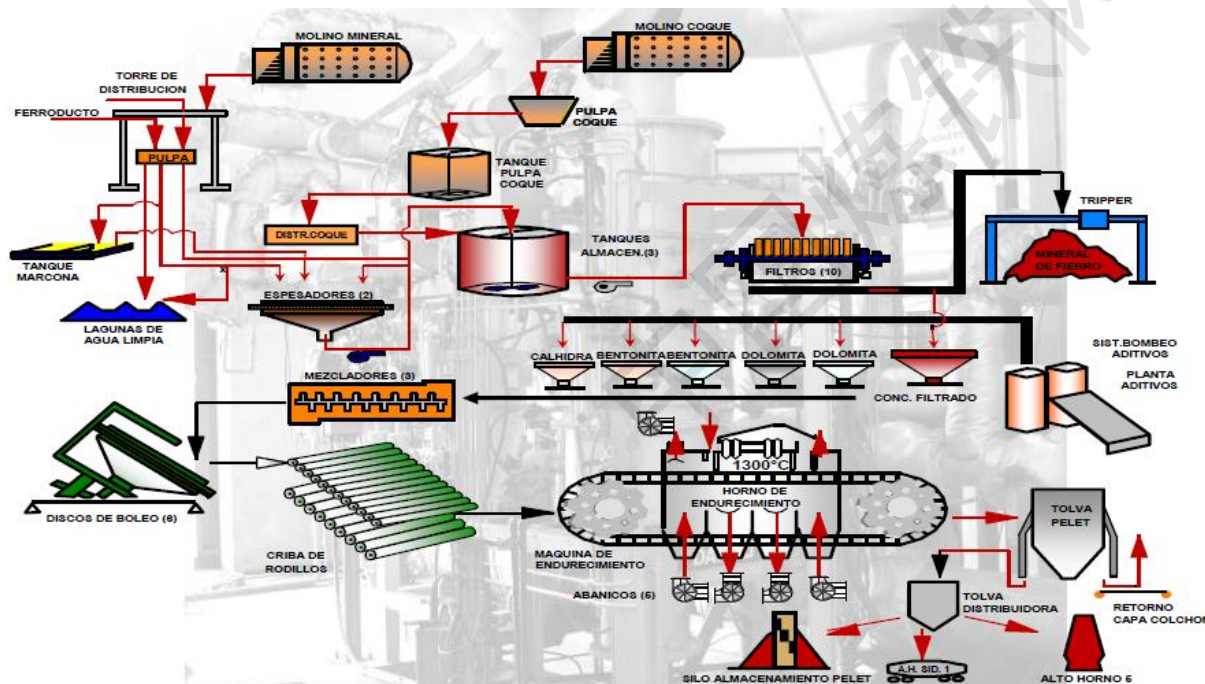 MOLINO MINERAL
MOLINO COQUE
TORRE DE
DISTRIBUCION
FERRODUCTO
PULPA
PULPA
COQUE
TANQUE
PULPA
COQUE
DISTR.COQUE
TANQUES
ALMACEN.(3)
FILTROS (10)
TRIPPER
MINERAL
DE FIERRO
TANQUE
MARCONA
x
ESPESADORES (2)
LAGUNAS DE
AGUA LIMPIA
CALHIDRA
BENTONITA
BENTONITA
DOLOMITA
DOLOMITA
CONC. FILTRADO
SIST.BOMBEO
ADITIVOS
PLANTA
ADITIVOS
MEZCLADORES (3)
DISCOS DE BOLEO (6)
CRIBA DE
RODILLOS
1300°C
HORNO DE
ENDURECIMIENTO
MAQUINA DE
ENDURECIMIENTO
ABANICOS (5)
TOLVA
PELET
TOLVA
DISTRIBUIDORA
RETORNO
CAPA COLCHON
SILO ALMACENAMIENTO PELET
A.H. SID. 1
ALTO HORNO 5